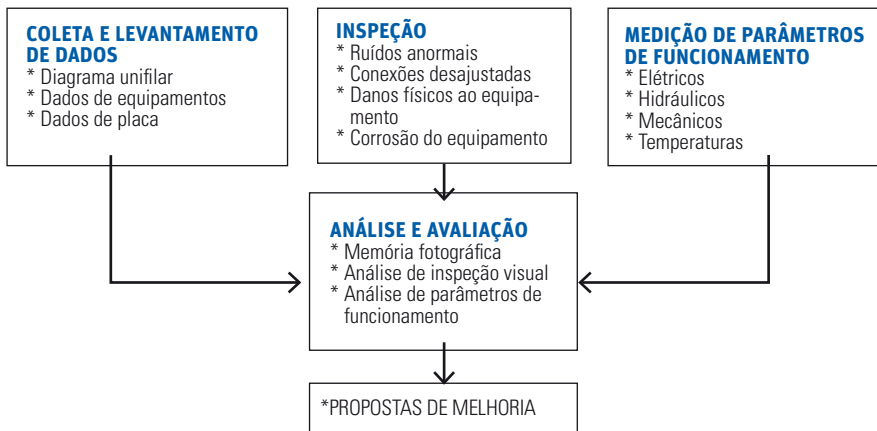 COLETA E LEVANTAMENTO
DE DADOS
* Diagrama unifilar
* Dados de equipamentos
* Dados de placa
INSPEÇÃO
* Ruídos anormais
* Conexões desajustadas
* Danos físicos ao equipa-
mento
* Corrosão do equipamento
MEDIÇÃO DE PARÂMETROS
DE FUNCIONAMENTO
* Elétricos
* Hidráulicos
* Mecânicos
* Temperaturas
ANÁLISE E AVALIAÇÃO
* Memória fotográfica
* Análise de inspeção visual
* Análise de parâmetros de
funcionamento
*PROPOSTAS DE MELHORIA